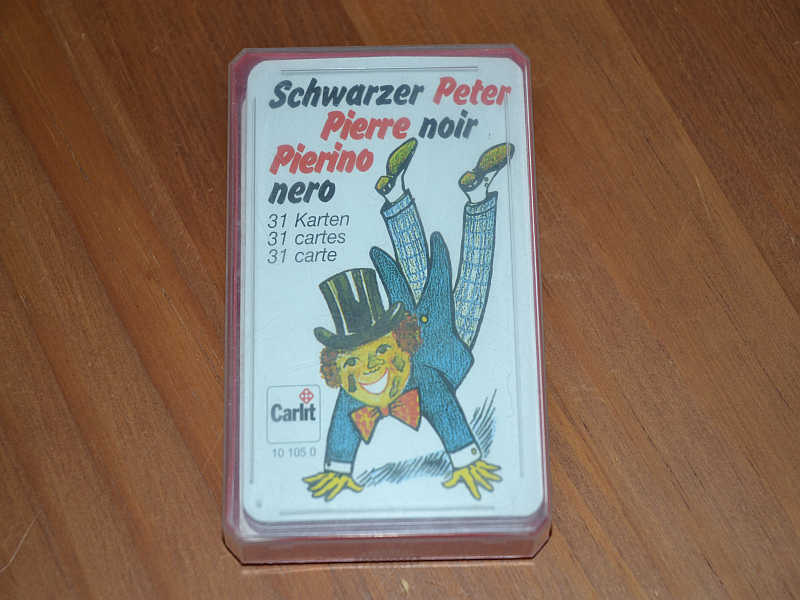 Schwarzer Peter
Pierre noir
Pierino
nero
31 Karten
31 cartes
31 carte
Carlit
10 105 0